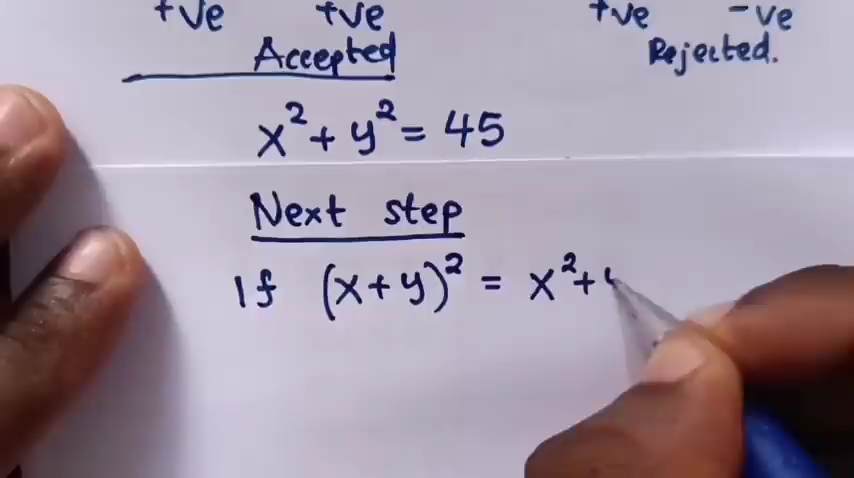 +ve +ve +ve -ve
Accepted Rejected.
x² + y² = 45
Next step
If (x+y)² = x² +